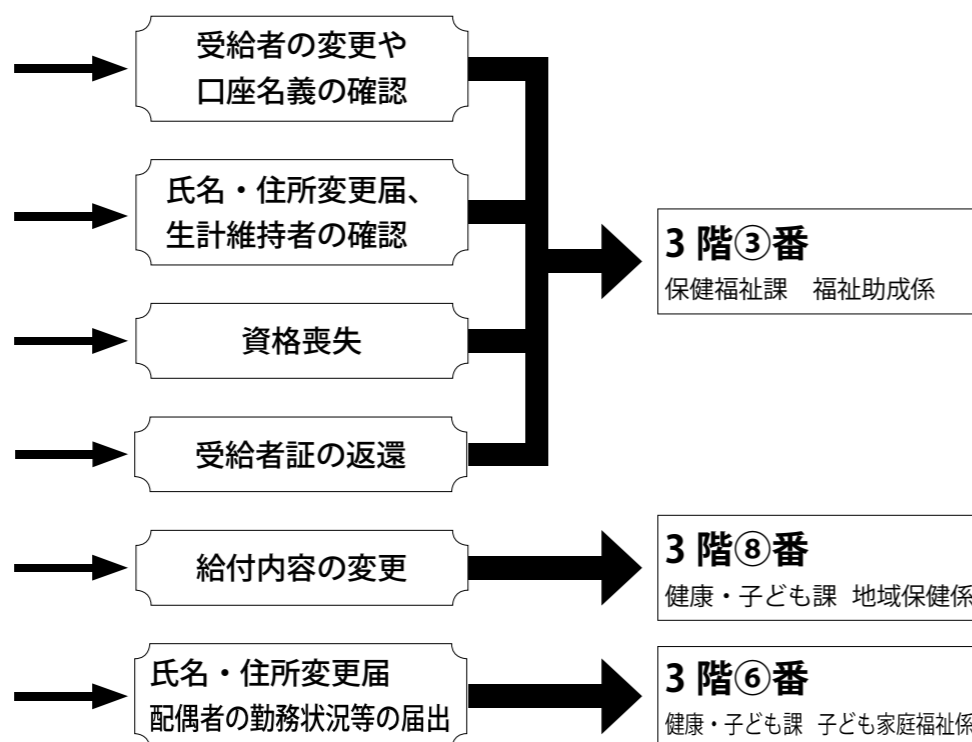 受給者の変更や
口座名義の確認
氏名・住所変更届、
生計維持者の確認
資格喪失
受給者証の返還
3 階③番
保健福祉課　福祉助成係
給付内容の変更
3 階⑧番
健康・子ども課 地域保健係
氏名・住所変更届
配偶者の勤務状況等の届出
3 階⑥番
健康・子ども課 子ども家庭福祉係